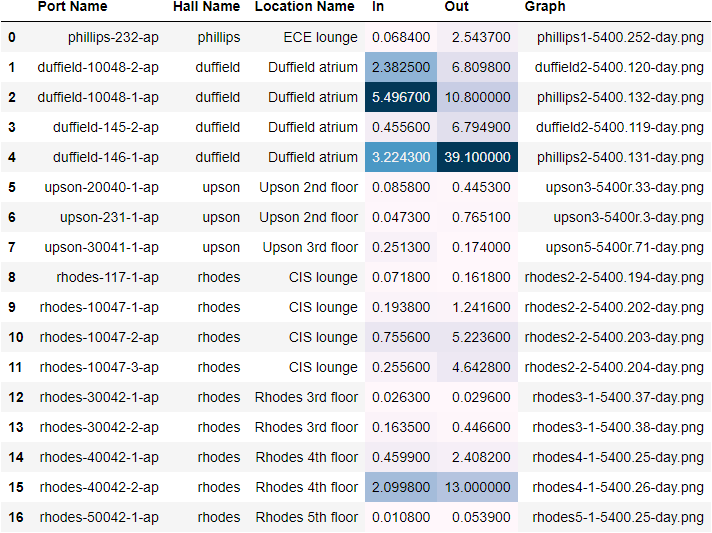 Port Name Hall Name Location Name In Out Graph
0 phillips-232-ap phillips ECE lounge 0.068400 2.543700 phillips1-5400.252-day.png
1 duffield-10048-2-ap duffield Duffield atrium 2.382500 6.809800 duffield2-5400.120-day.png
2 duffield-10048-1-ap duffield Duffield atrium 5.496700 10.800000 phillips2-5400.132-day.png
3 duffield-145-2-ap duffield Duffield atrium 0.455600 6.794900 duffield2-5400.119-day.png
4 duffield-146-1-ap duffield Duffield atrium 3.224300 39.100000 phillips2-5400.131-day.png
5 upson-20040-1-ap upson Upson 2nd floor 0.085800 0.445300 upson3-5400r.33-day.png
6 upson-231-1-ap upson Upson 2nd floor 0.047300 0.765100 upson3-5400r.3-day.png
7 upson-30041-1-ap upson Upson 3rd floor 0.251300 0.174000 upson5-5400r.71-day.png
8 rhodes-117-1-ap rhodes CIS lounge 0.071800 0.161800 rhodes2-2-5400.194-day.png
9 rhodes-10047-1-ap rhodes CIS lounge 0.193800 1.241600 rhodes2-2-5400.202-day.png
10 rhodes-10047-2-ap rhodes CIS lounge 0.755600 5.223600 rhodes2-2-5400.203-day.png
11 rhodes-10047-3-ap rhodes CIS lounge 0.255600 4.642800 rhodes2-2-5400.204-day.png
12 rhodes-30042-1-ap rhodes Rhodes 3rd floor 0.026300 0.029600 rhodes3-1-5400.37-day.png
13 rhodes-30042-2-ap rhodes Rhodes 3rd floor 0.163500 0.446600 rhodes3-1-5400.38-day.png
14 rhodes-40042-1-ap rhodes Rhodes 4th floor 0.459900 2.408200 rhodes4-1-5400.25-day.png
15 rhodes-40042-2-ap rhodes Rhodes 4th floor 2.099800 13.000000 rhodes4-1-5400.26-day.png
16 rhodes-50042-1-ap rhodes Rhodes 5th floor 0.010800 0.053900 rhodes5-1-5400.25-day.png